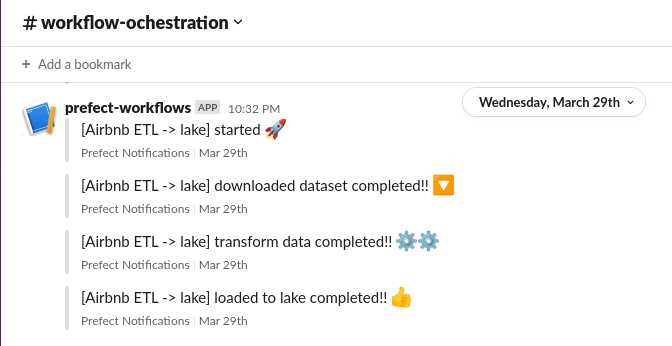 # workflow-ochestration
+ Add a bookmark
Wednesday, March 29th
prefect-workflows APP 10:32 PM
[Airbnb ETL -> lake] started 🚀
Prefect Notifications | Mar 29th
[Airbnb ETL -> lake] downloaded dataset completed!! 🔽
Prefect Notifications | Mar 29th
[Airbnb ETL -> lake] transform data completed!! ⚙️⚙️
Prefect Notifications | Mar 29th
[Airbnb ETL -> lake] loaded to lake completed!! 👍
Prefect Notifications | Mar 29th